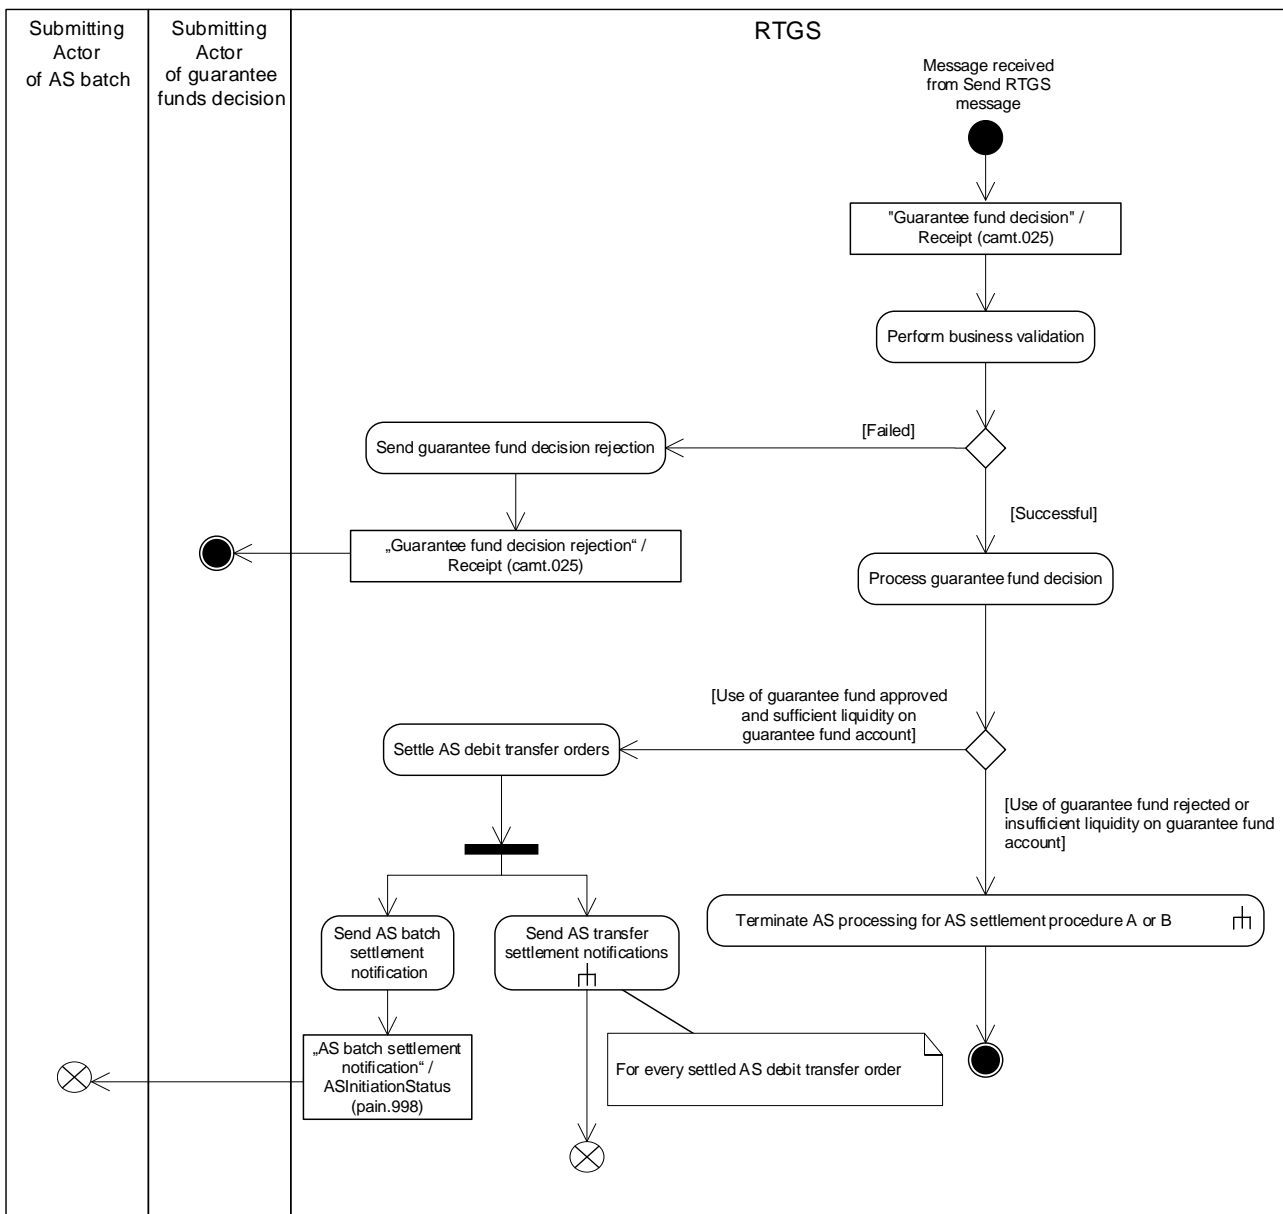 Submitting
Actor
of AS batch
Submitting
Actor
of guarantee
funds decision
RTGS
Message received
from Send RTGS
message
"Guarantee fund decision" /
Receipt (camt.025)
Perform business validation
[Failed]
Send guarantee fund decision rejection
[Successful]
„Guarantee fund decision rejection“ /
Receipt (camt.025)
Process guarantee fund decision
[Use of guarantee fund approved
and sufficient liquidity on
guarantee fund account]
Settle AS debit transfer orders
[Use of guarantee fund rejected or
insufficient liquidity on guarantee fund
account]
Terminate AS processing for AS settlement procedure A or B
Send AS batch
settlement
notification
Send AS transfer
settlement notifications
„AS batch settlement
notification“ /
ASInitiationStatus
(pain.998)
For every settled AS debit transfer order